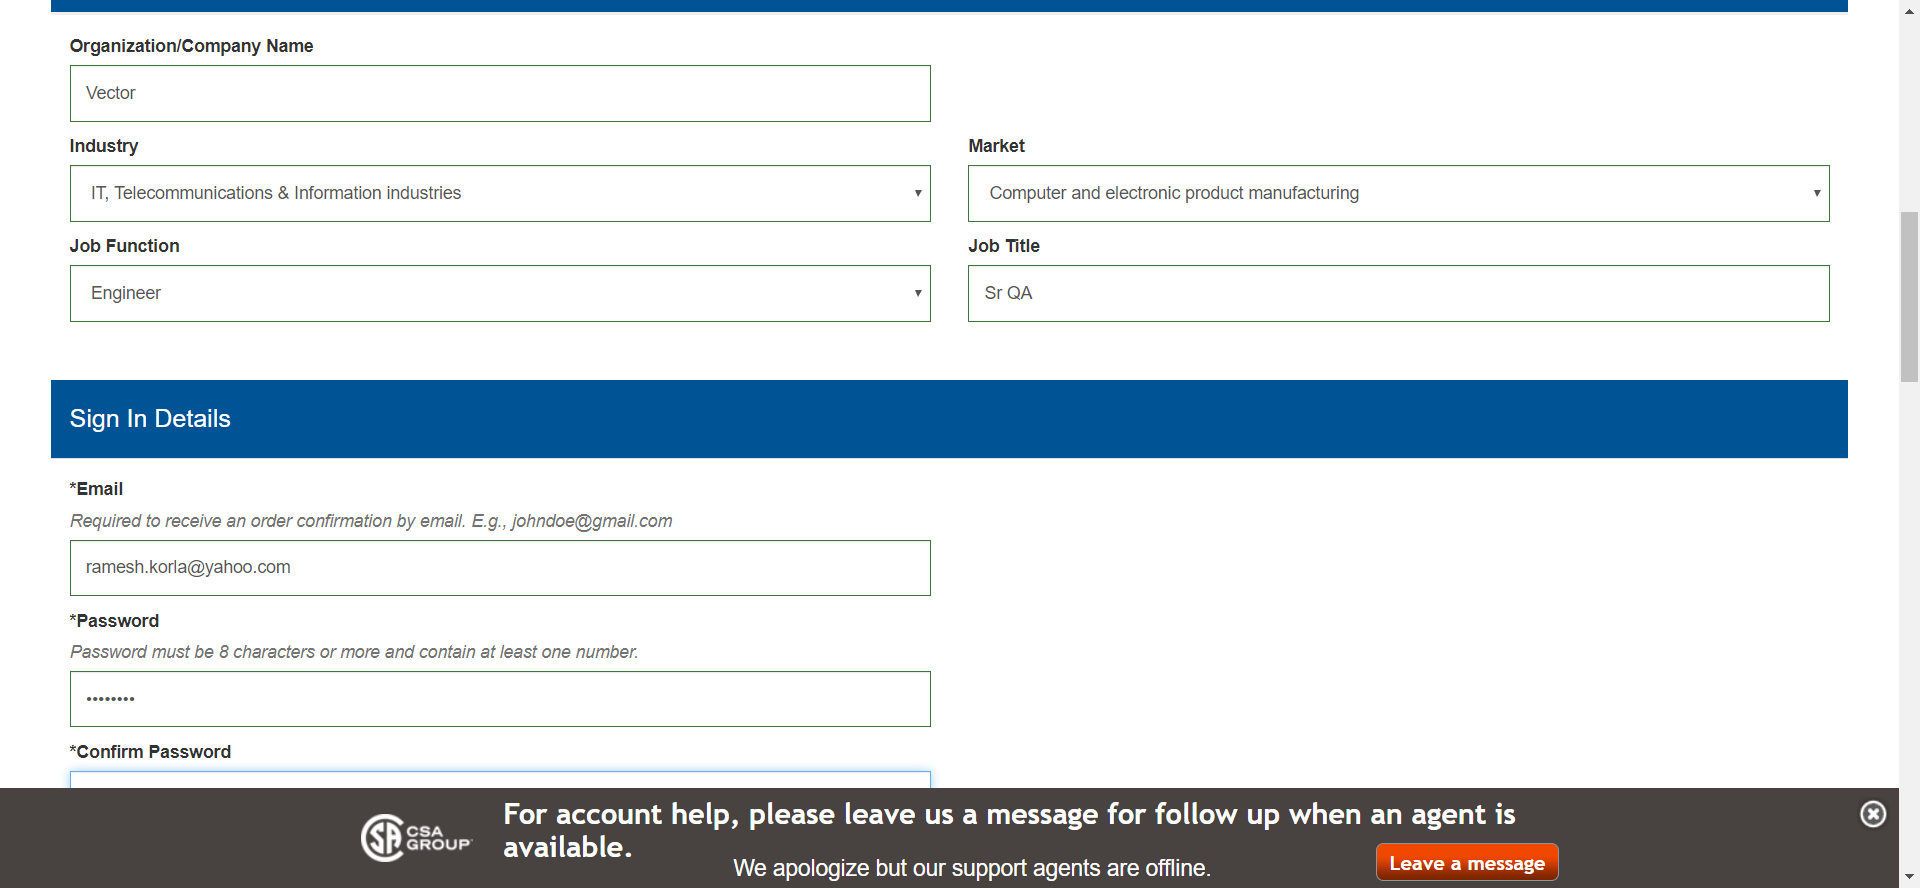 Organization/Company Name
Vector
Industry
Market
IT, Telecommunications & Information industries
Computer and electronic product manufacturing
Job Function
Job Title
Engineer
Sr QA
Sign In Details
*Email
Required to receive an order confirmation by email. E.g., johndoe@gmail.com
ramesh.korla@yahoo.com
*Password
Password must be 8 characters or more and contain at least one number.
••••••••
*Confirm Password
CSA
GROUP
For account help, please leave us a message for follow up when an agent is
available.
We apologize but our support agents are offline.
Leave a message